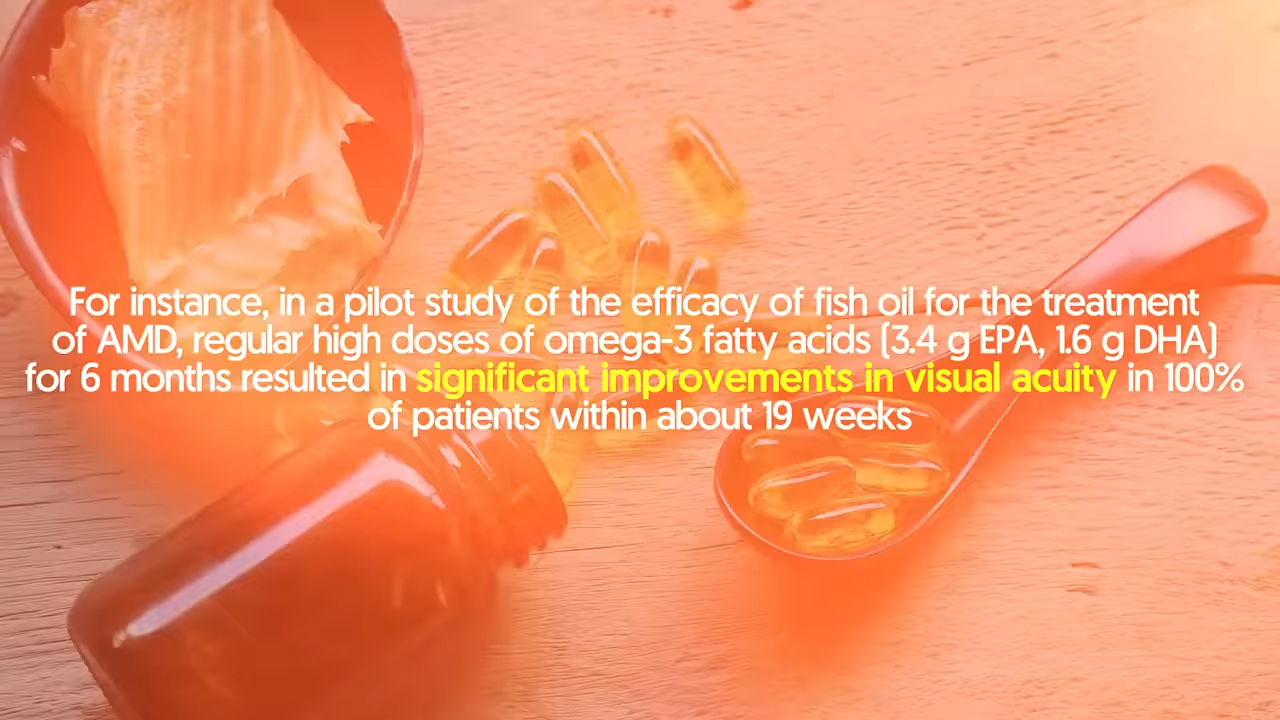 For instance, in a pilot study of the efficacy of fish oil for the treatment
of AMD, regular high doses of omega-3 fatty acids (3.4 g EPA, 1.6 g DHA)
for 6 months resulted in significant improvements in visual acuity in 100%
of patients within about 19 weeks